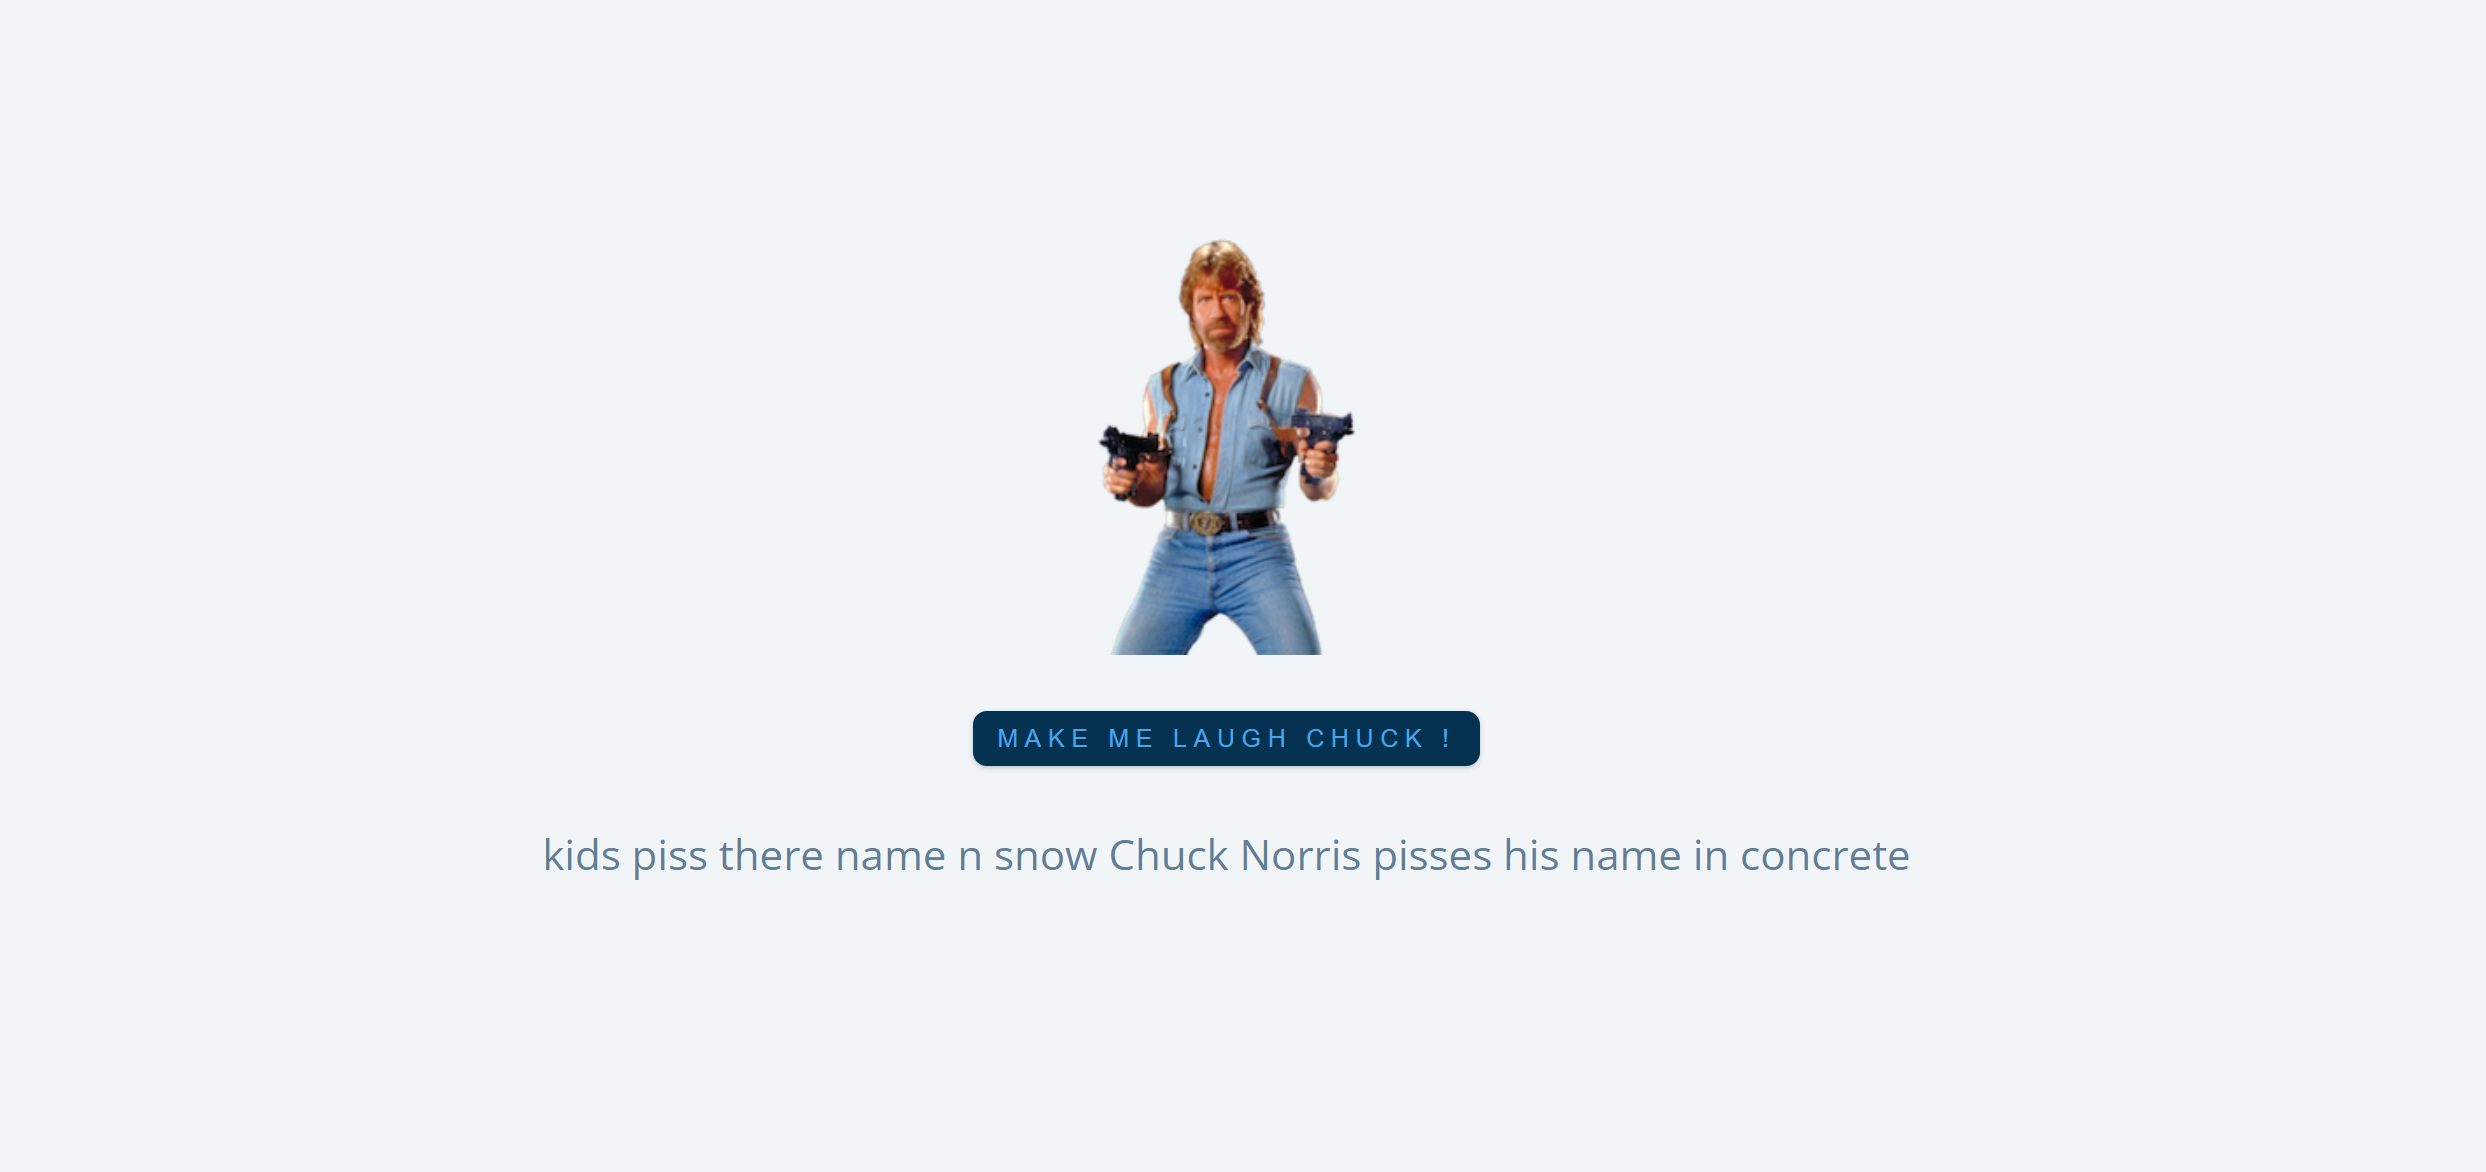 MAKE ME LAUGH CHUCK !
kids piss there name n snow Chuck Norris pisses his name in concrete